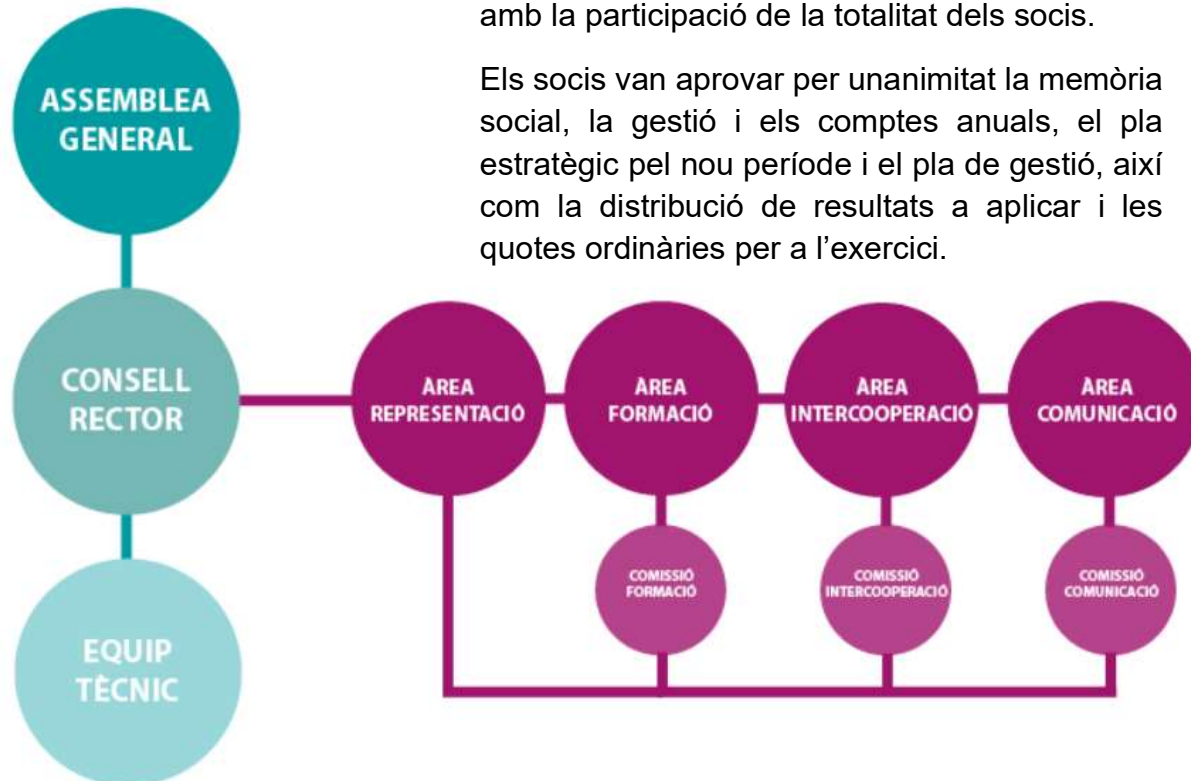 amb la participació de la totalitat dels socis.
Els socis van aprovar per unanimitat la memòria
social, la gestió i els comptes anuals, el pla
estratègic pel nou període i el pla de gestió, així
com la distribució de resultats a aplicar i les
quotes ordinàries per a l’exercici.
ASSEMBLEA
GENERAL
CONSELL
RECTOR
EQUIP
TÈCNIC
ÀREA
REPRESENTACIÓ
ÀREA
FORMACIÓ
ÀREA
INTERCOOPERACIÓ
ÀREA
COMUNICACIÓ
COMISSIÓ
FORMACIÓ
COMISSIÓ
INTERCOOPERACIÓ
COMISSIÓ
COMUNICACIÓ